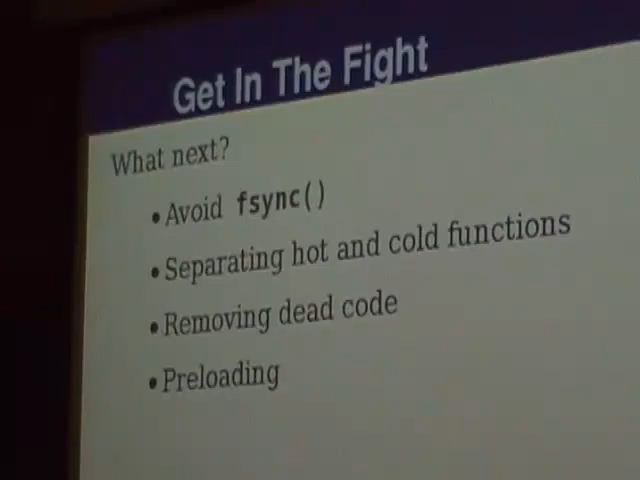 Get In The Fight
What next?
• Avoid fsync()
• Separating hot and cold functions
• Removing dead code
• Preloading